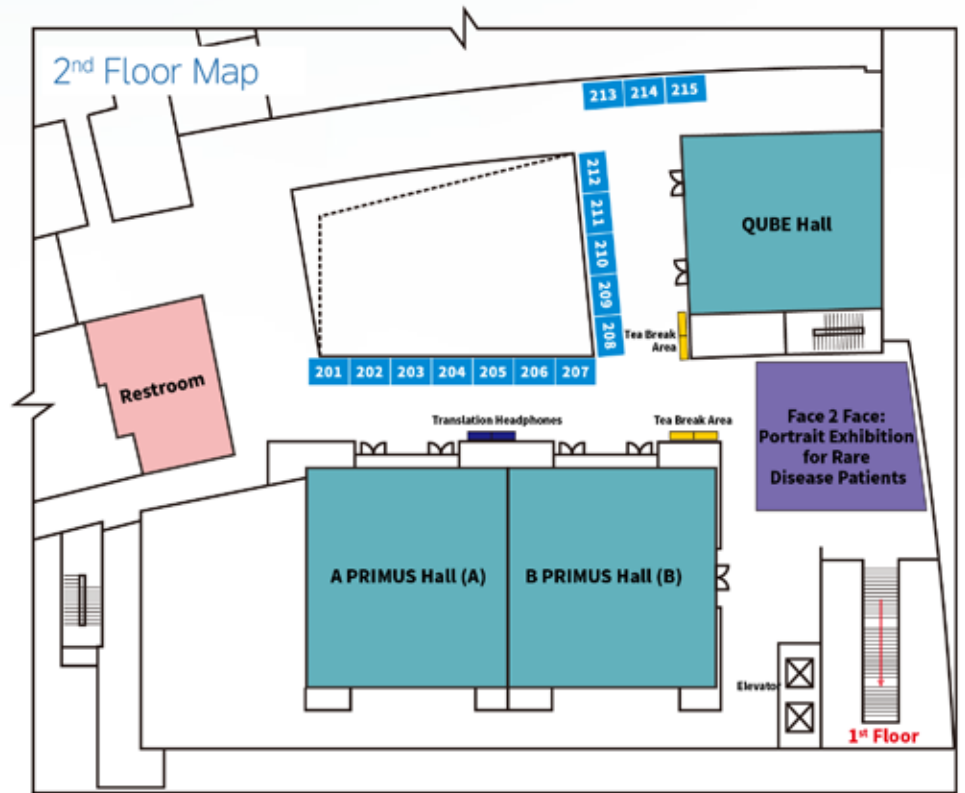 2nd Floor Map
213 214 215
212
211
210
209
208
QUBE Hall
Tea Break
Area
201 202 203 204 205 206 207
Restroom
Translation Headphones
Tea Break Area
Face 2 Face:
Portrait Exhibition
for Rare
Disease Patients
A PRIMUS Hall (A)
B PRIMUS Hall (B)
Elevator
1st Floor